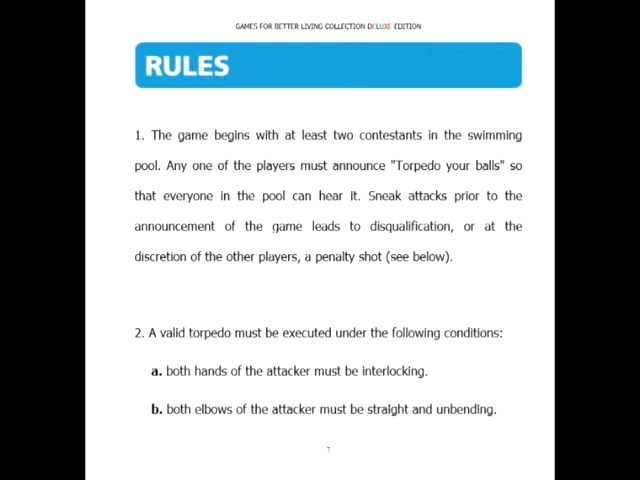 GAMES FOR BETTER LIVING COLLECTION DELUXE EDITION
RULES
1. The game begins with at least two contestants in the swimming
pool. Any one of the players must announce "Torpedo your balls" so
that everyone in the pool can hear it. Sneak attacks prior to the
announcement of the game leads to disqualification, or at the
discretion of the other players, a penalty shot (see below).
2. A valid torpedo must be executed under the following conditions:
a. both hands of the attacker must be interlocking.
b. both elbows of the attacker must be straight and unbending.
7